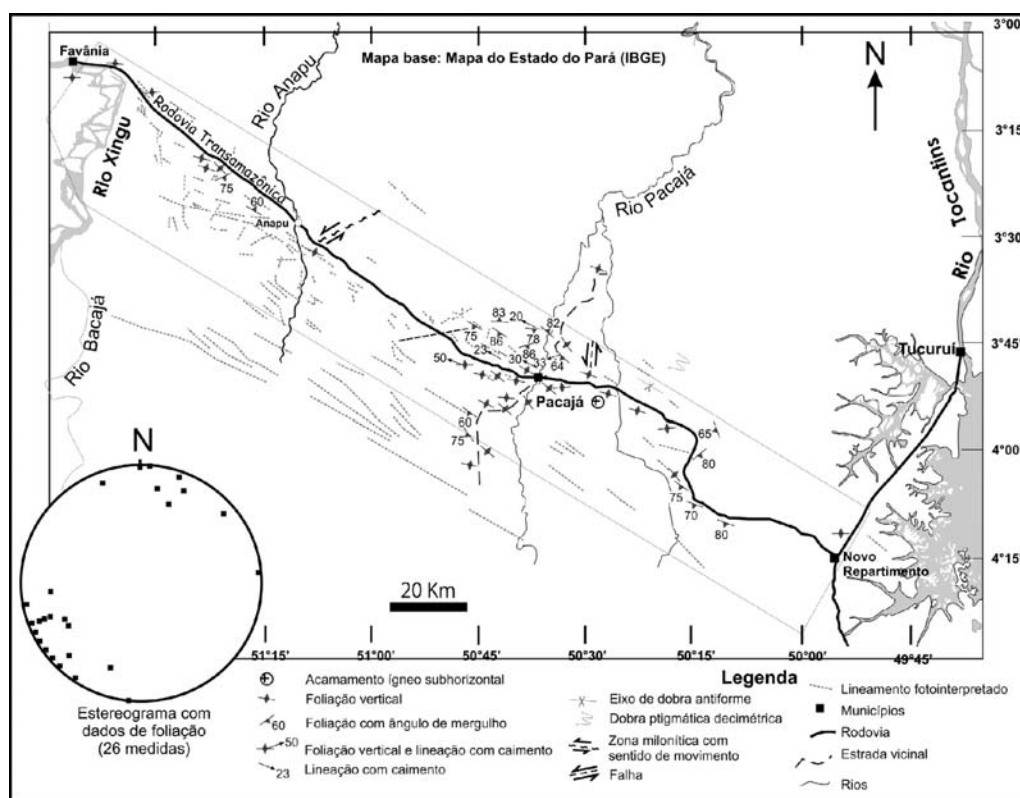 Mapa base: Mapa do Estado do Pará (IBGE)
3°00'
Favânia
Rio Anapu
N
3°15'
Rodovia Transamazônica
Rio Xingu
75
60
Rio Pacajá
Rio Tocantins
Anapu
3°30'
Rio Bacajá
83
20
82
75
86
78
3°45'
23
86
Tucuruí
50
30
33
64
Pacajá
60
65
75
4°00'
80
N
75
70
80
4°15'
Novo
Repartimento
20 Km
51°15'
51°00'
50°45'
50°30'
50°15'
50°00'
49°45'
Estereograma com
dados de foliação
(26 medidas)
Legenda
Acamamento ígneo subhorizontal
Foliação vertical
60
Foliação com ângulo de mergulho
50
Foliação vertical e lineação com caimento
23
Lineação com caimento
Eixo de dobra antiforme
Dobra ptigmática decimétrica
Zona milonítica com
sentido de movimento
Falha
Lineamento fotointerpretado
Municípios
Rodovia
Estrada vicinal
Rios